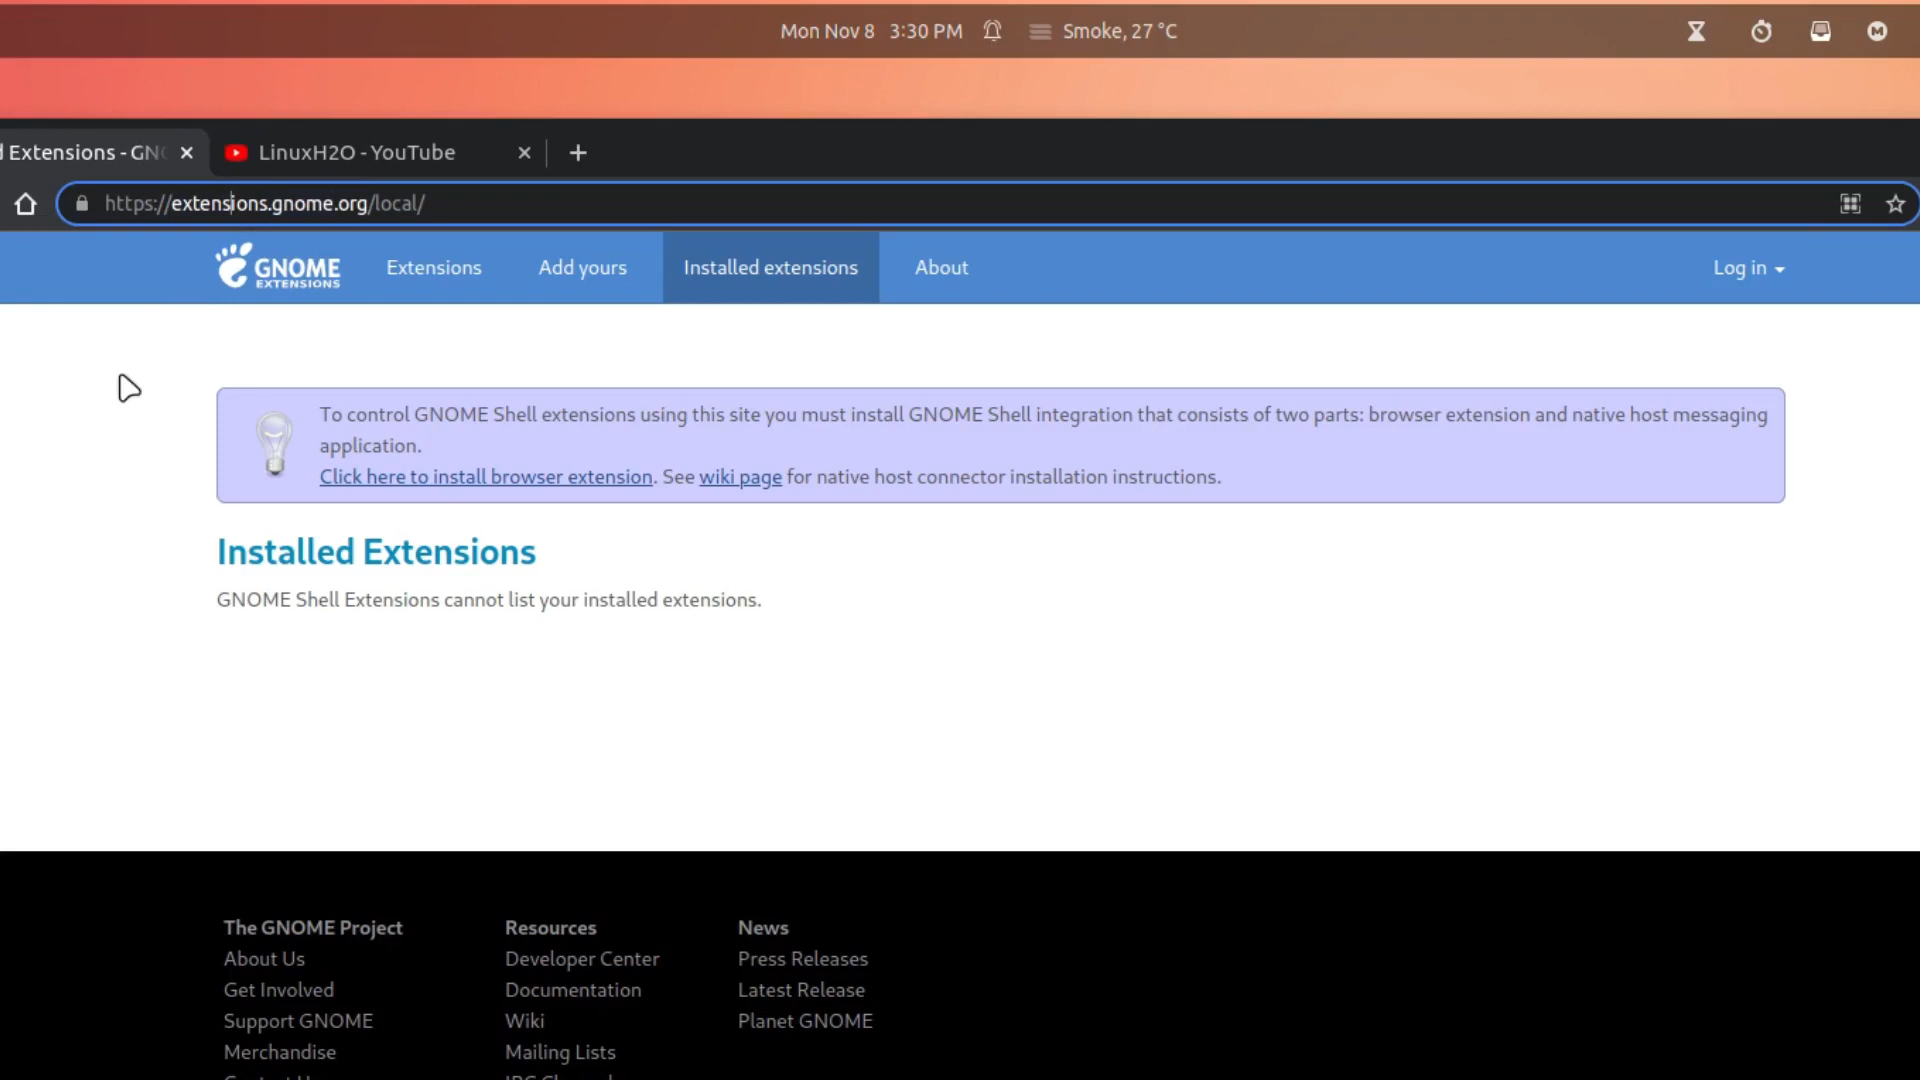 Mon Nov 8 3:30 PM Smoke, 27 °C
d Extensions - GNO LinuxH2O - YouTube
https://extensions.gnome.org/local/
GNOME EXTENSIONS Extensions Add yours Installed extensions About Log in
To control GNOME Shell extensions using this site you must install GNOME Shell integration that consists of two parts: browser extension and native host messaging
application.
Click here to install browser extension. See wiki page for native host connector installation instructions.
Installed Extensions
GNOME Shell Extensions cannot list your installed extensions.
The GNOME Project
About Us
Get Involved
Support GNOME
Merchandise
Resources
Developer Center
Documentation
Wiki
Mailing Lists
News
Press Releases
Latest Release
Planet GNOME